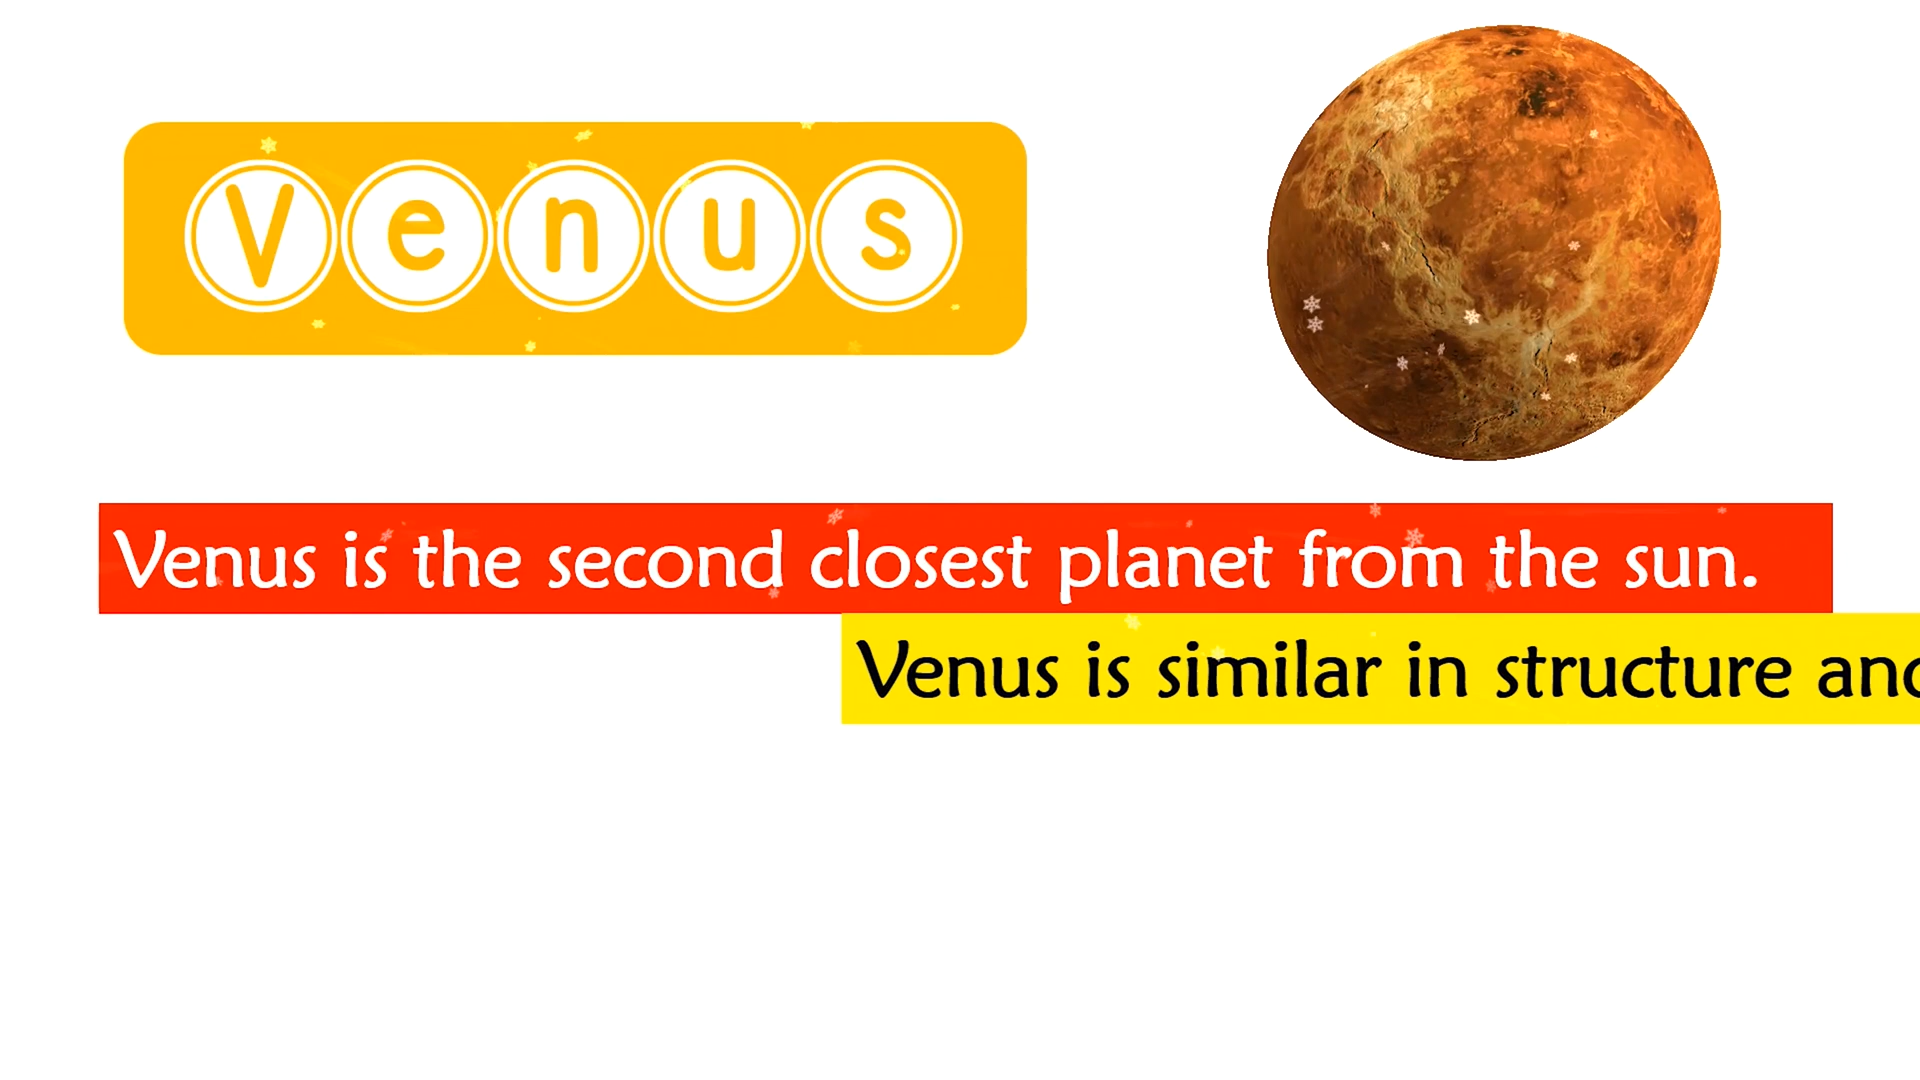 Venus
Venus is the second closest planet from the sun.
Venus is similar in structure